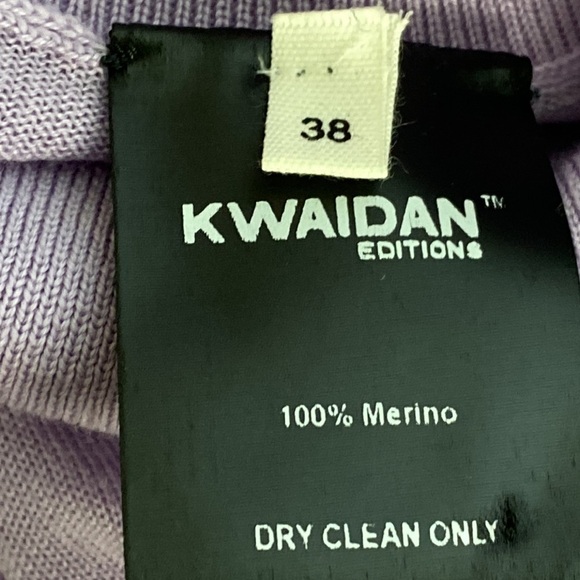 38
KWAIDAN™
EDITIONS
100% Merino
DRY CLEAN ONLY